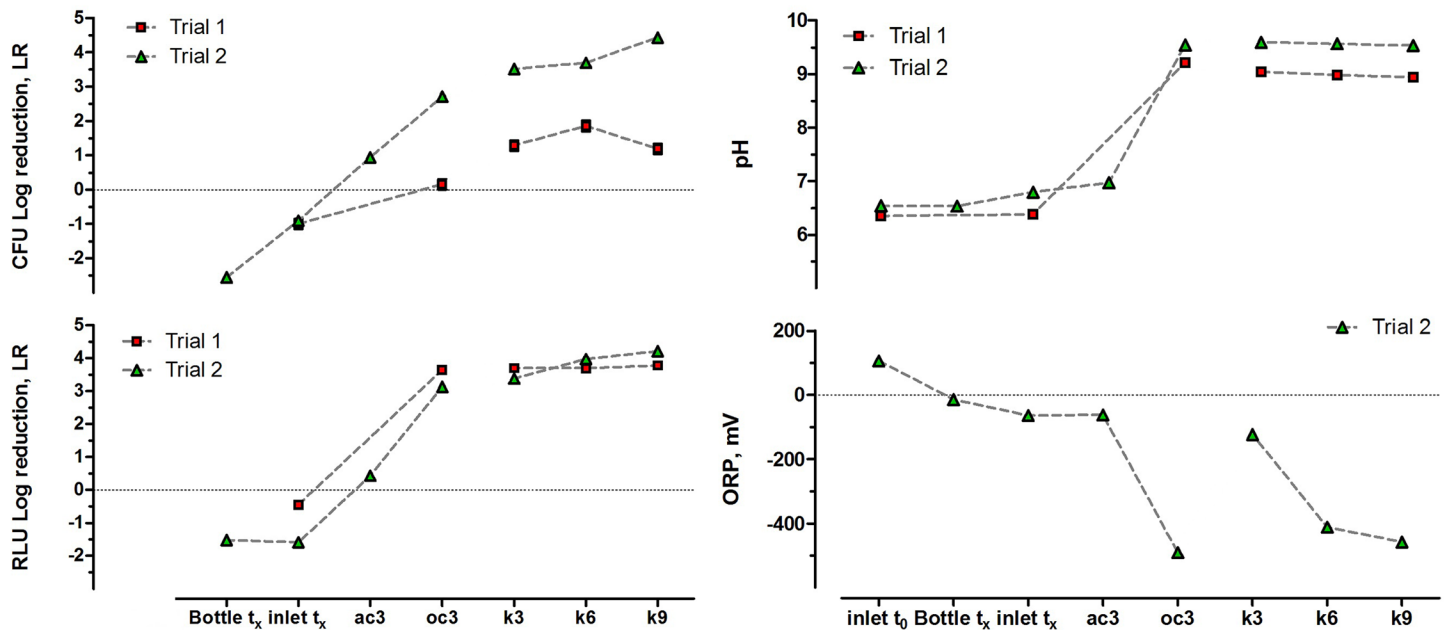 CFU Log reduction, LR
5
4
3
2
1
0
-1
-2
Trial 1
Trial 2
pH
10
9
8
7
6
Trial 1
Trial 2
RLU Log reduction, LR
5
4
3
2
1
0
-1
-2
Trial 1
Trial 2
Bottle tx inlet tx ac3 oc3 k3 k6 k9
ORP, mV
200
0
-200
-400
Trial 2
inlet t0 Bottle tx inlet tx ac3 oc3 k3 k6 k9